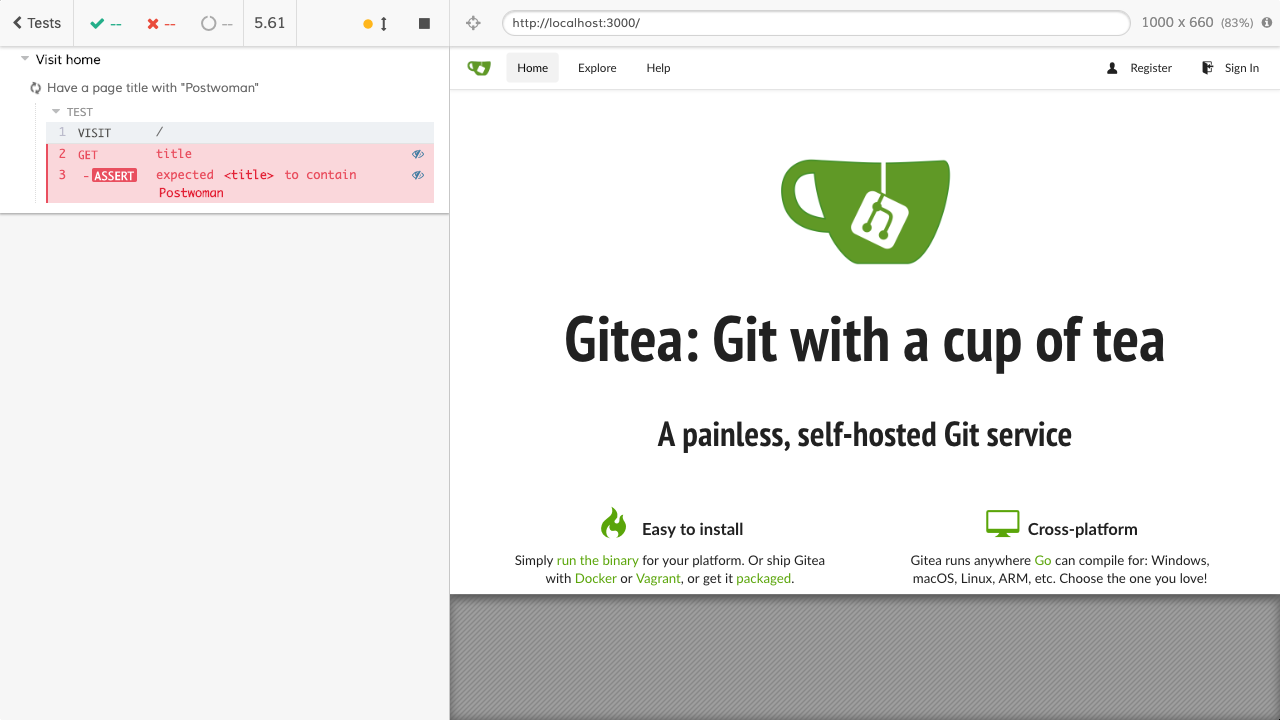 Tests
--
--
--
5.61
http://localhost:3000/
1000 x 660 (83%)
Visit home
Have a page title with "Postwoman"
TEST
1 VISIT /
2 GET title
3 -ASSERT expected <title> to contain
Postwoman
Home Explore Help Register Sign In
Gitea: Git with a cup of tea
A painless, self-hosted Git service
Easy to install
Simply run the binary for your platform. Or ship Gitea
with Docker or Vagrant, or get it packaged.
Cross-platform
Gitea runs anywhere Go can compile for: Windows,
macOS, Linux, ARM, etc. Choose the one you love!